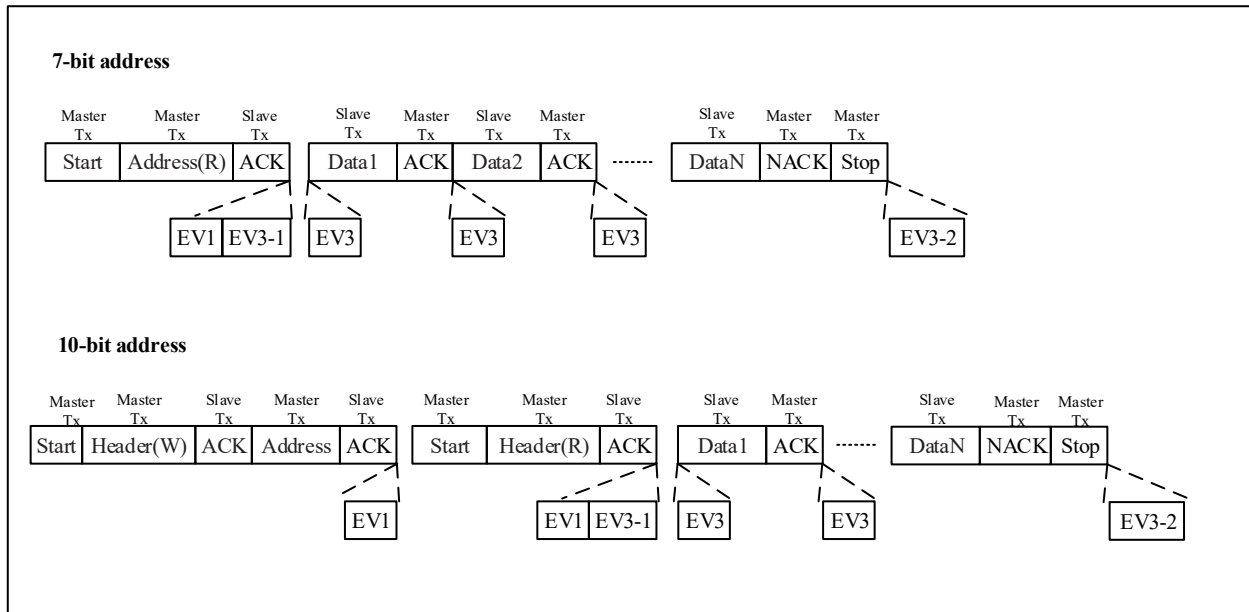 7-bit address
Master Tx Master Tx Slave Tx Slave Tx Master Tx Slave Tx Master Tx Slave Tx Master Tx Master Tx
Start Address(R) ACK Data1 ACK Data2 ACK ........ DataN NACK Stop
EV1 EV3-1 EV3 EV3 EV3 EV3-2
10-bit address
Master Tx Master Tx Slave Tx Master Tx Slave Tx Master Tx Master Tx Slave Tx Slave Tx Master Tx Slave Tx Master Tx Master Tx
Start Header(W) ACK Address ACK Start Header(R) ACK Data1 ACK ........ DataN NACK Stop
EV1 EV1 EV3-1 EV3 EV3 EV3-2